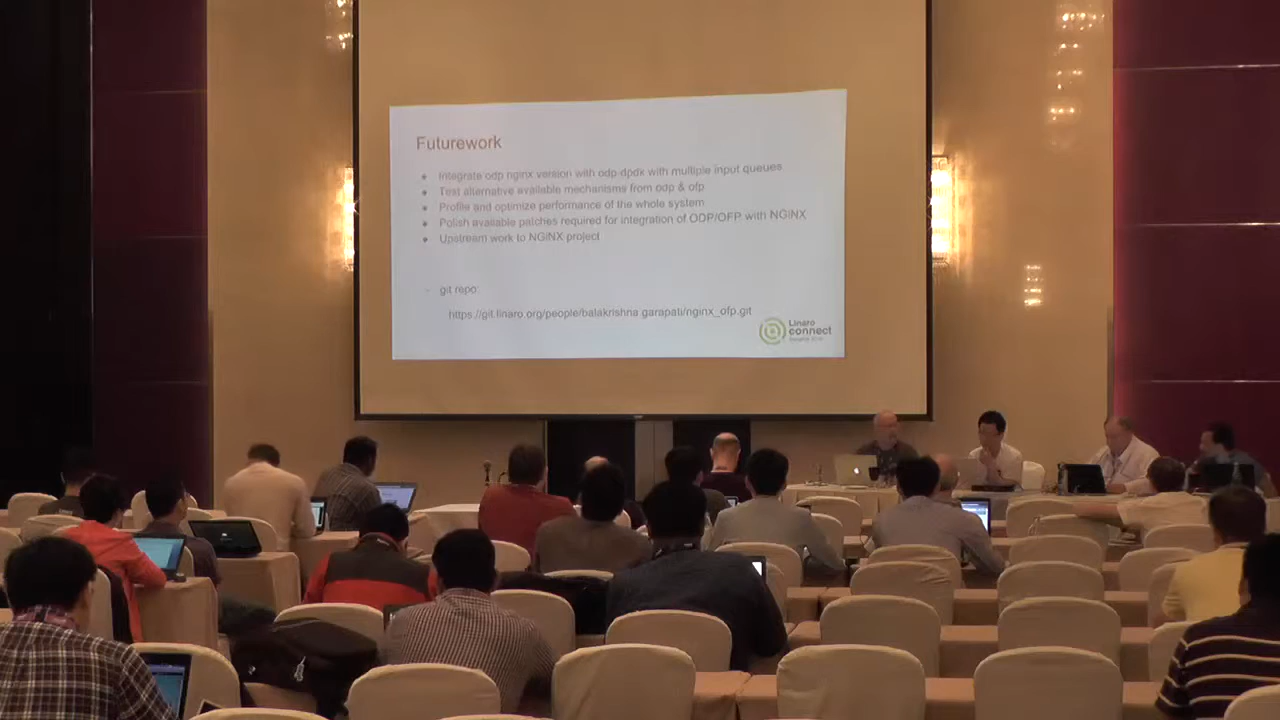 Futurework
Integrate odp nginx version with odp-dpdk with multiple input queues
Test alternative available mechanisms from odp & ofp
Profile and optimize performance of the whole system
Polish available patches required for integration of ODP/OFP with NGiNX
Upstream work to NGiNX project
git repo:
https://git.linaro.org/people/balakrishna.garapati/nginx_ofp.git
Linaro
connect